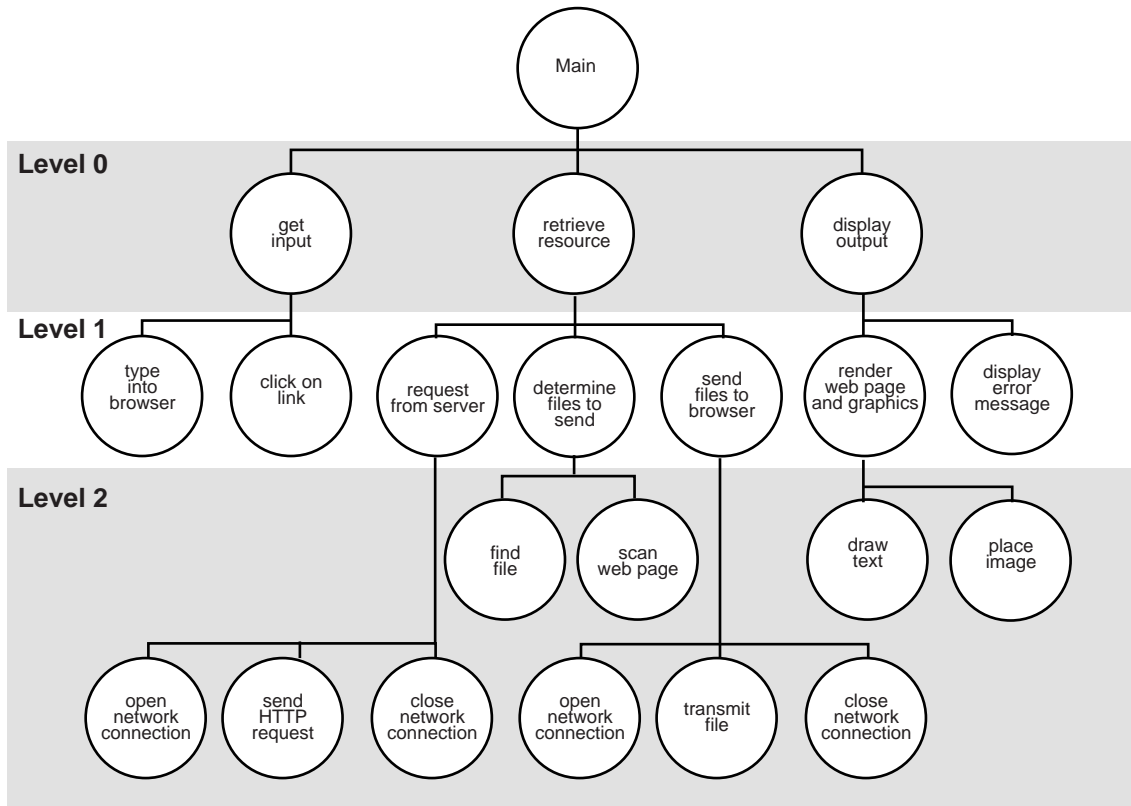 Main
Level 0
get
input
retrieve
resource
display
output
Level 1
type
into
browser
click on
link
request
from server
determine
files to
send
send
files to
browser
render
web page
and graphics
display
error
message
Level 2
find
file
scan
web page
draw
text
place
image
open
network
connection
send
HTTP
request
close
network
connection
open
network
connection
transmit
file
close
network
connection